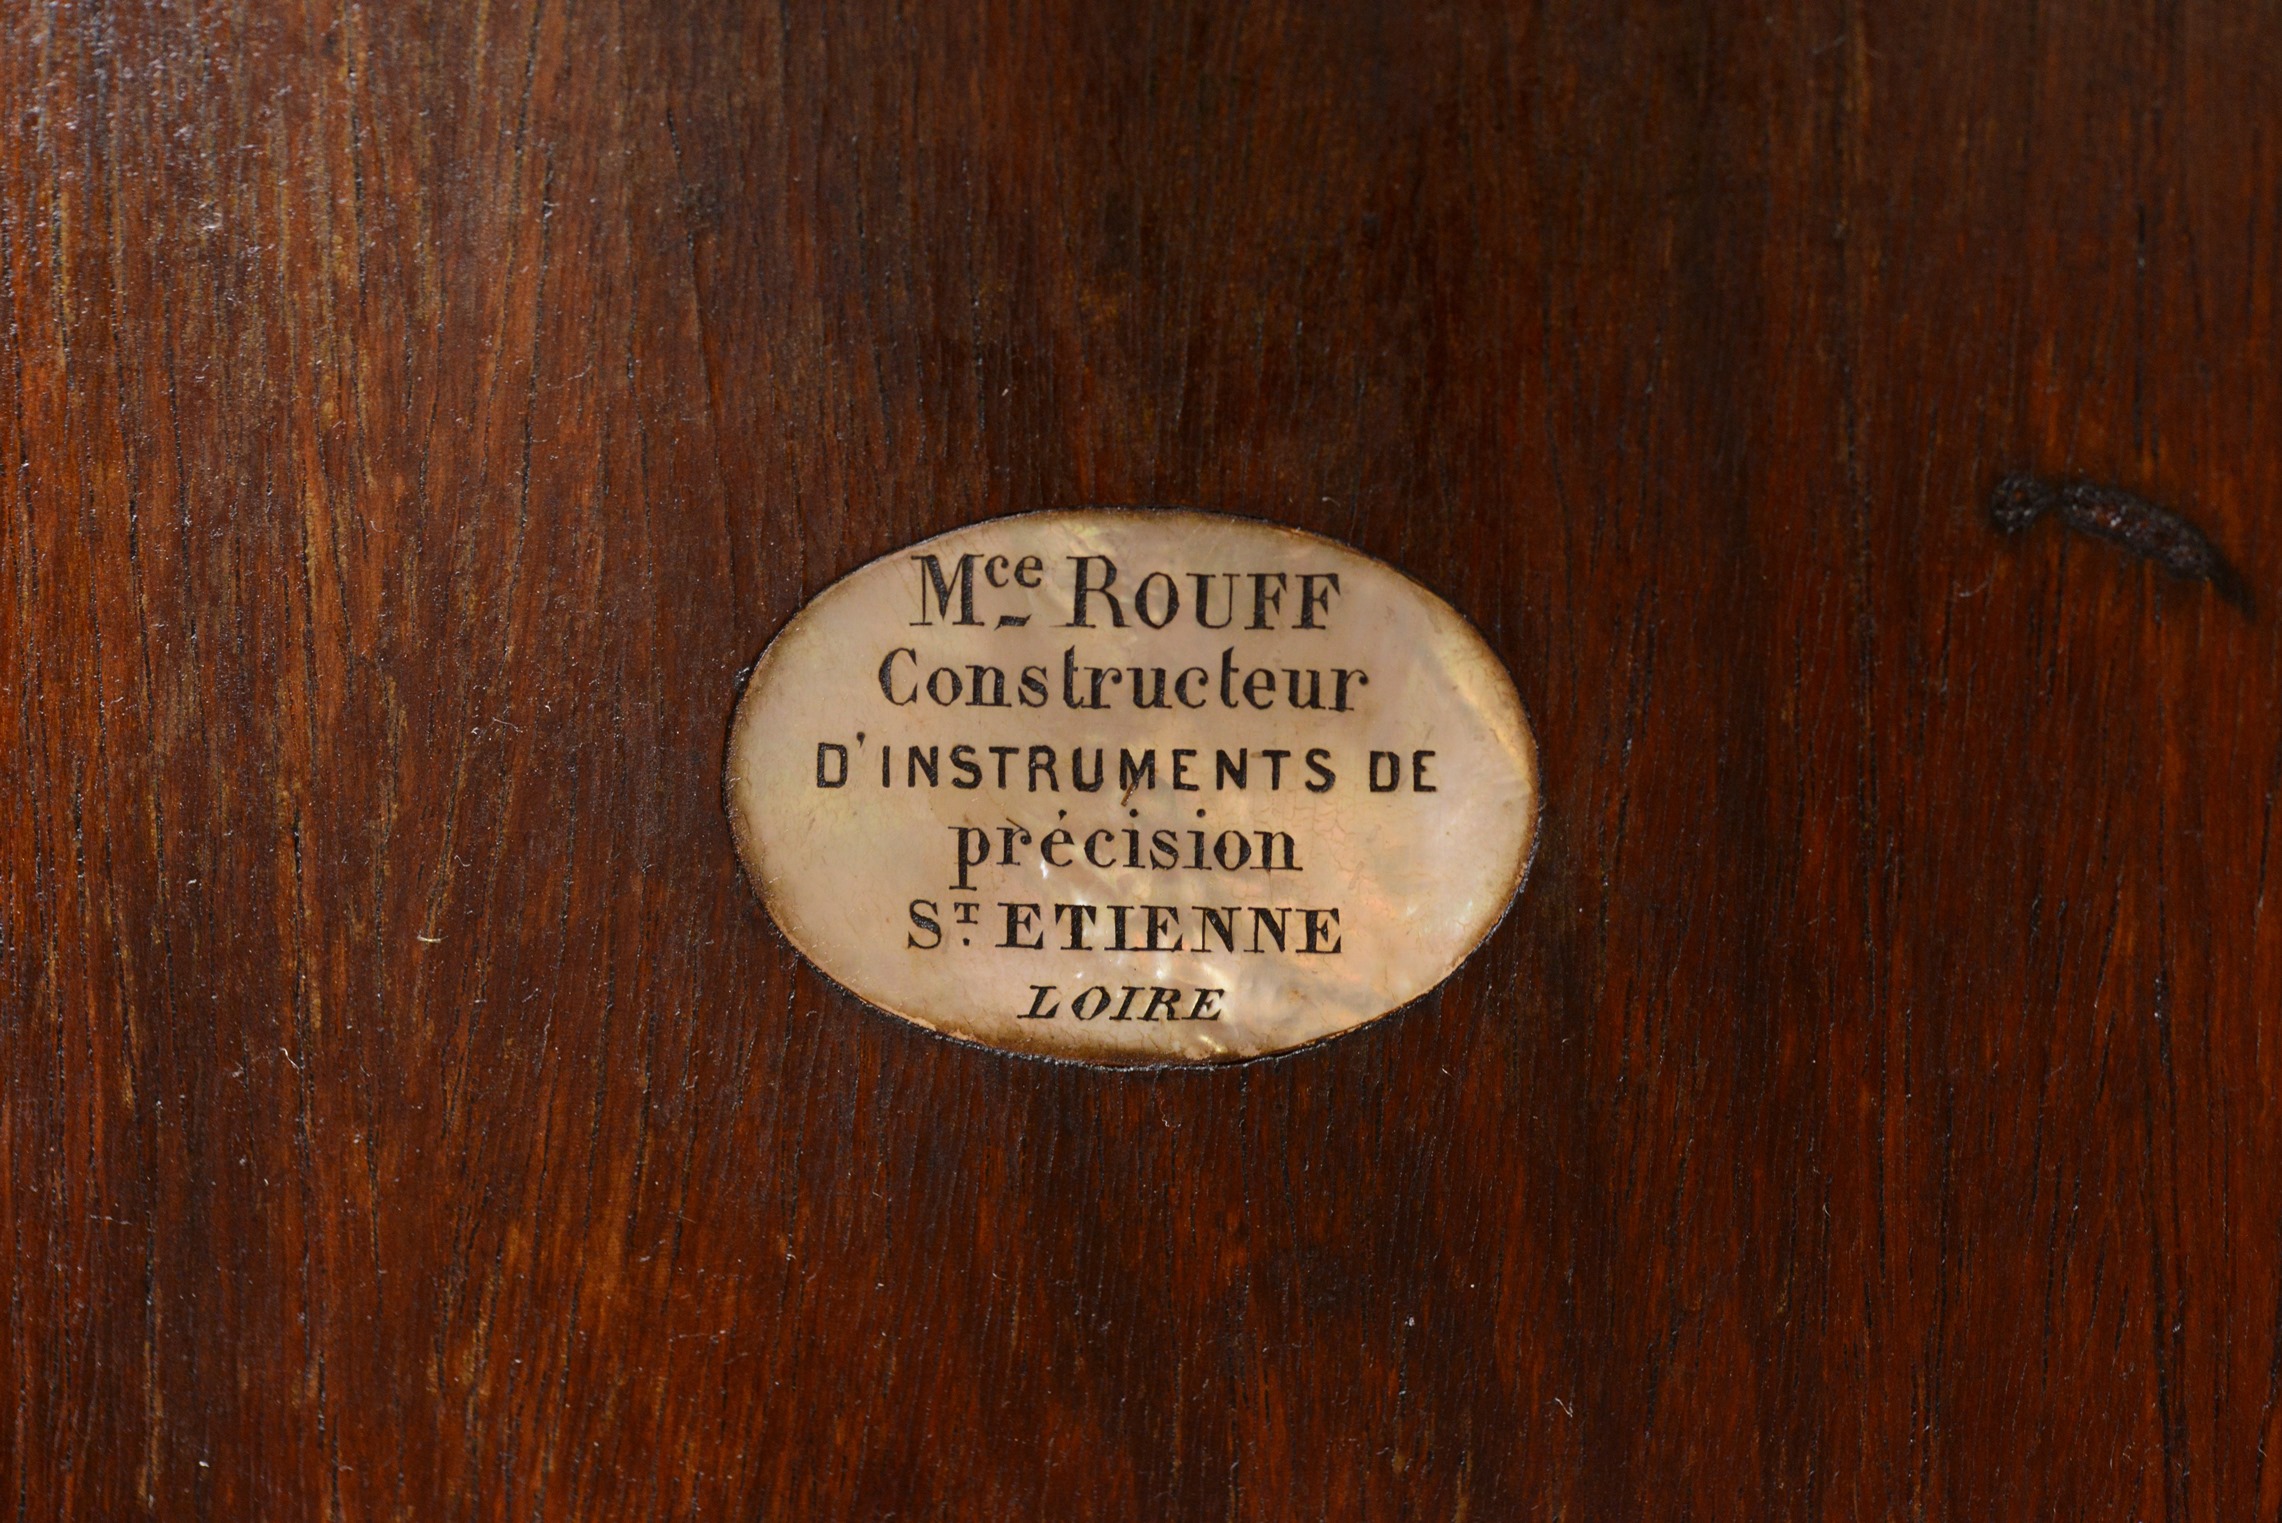 Mce ROUFF
Constructeur
D'INSTRUMENTS DE
précision
ST. ETIENNE
LOIRE